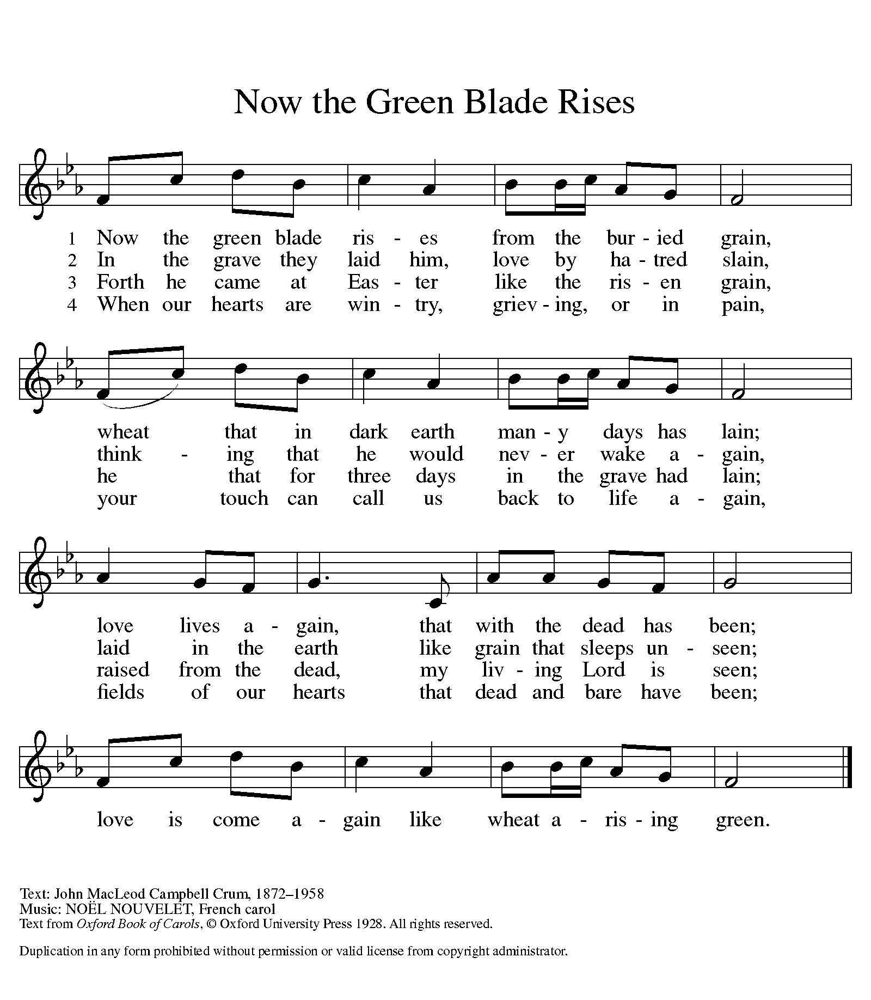 Now the Green Blade Rises
1 Now the green blade ris - es from the bur - ied grain,
2 In the grave they laid him, love by ha - tred slain,
3 Forth he came at Eas - ter like the ris - en grain,
4 When our hearts are win - try, griev - ing, or in pain,
wheat that in dark earth man - y days has lain;
think - ing that he would nev - er wake a - gain,
he that for three days in the grave had lain;
your touch can call us back to life a - gain,
love lives a - gain, that with the dead has been;
laid in the earth like grain that sleeps un - seen;
raised from the dead, my liv - ing Lord is seen;
fields of our hearts that dead and bare have been;
love is come a - gain like wheat a - ris - ing green.
Text: John MacLeod Campbell Crum, 1872–1958
Music: NOËL NOUVELET, French carol
Text from Oxford Book of Carols, © Oxford University Press 1928. All rights reserved.
Duplication in any form prohibited without permission or valid license from copyright administrator.